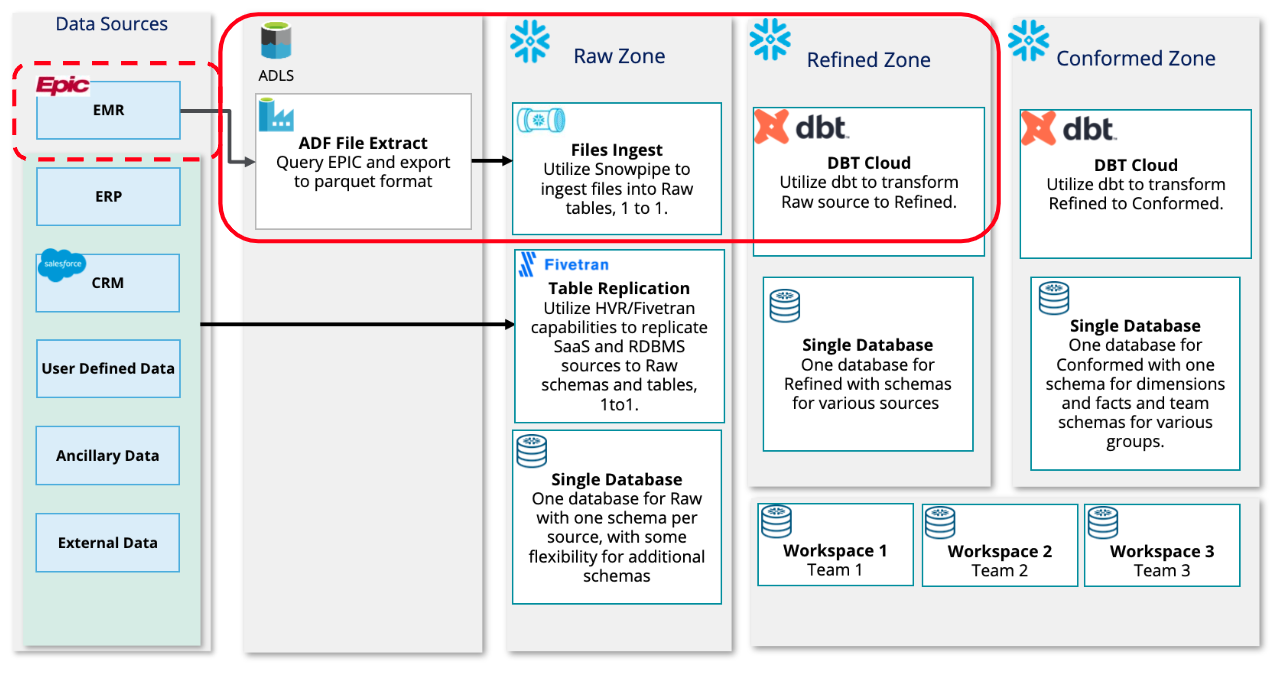 Data Sources
Epic
EMR
ERP
salesforce
CRM
User Defined Data
Ancillary Data
External Data
ADLS
ADF File Extract
Query EPIC and export
to parquet format
Raw Zone
Files Ingest
Utilize Snowpipe to
ingest files into Raw
tables, 1 to 1.
Fivetran
Table Replication
Utilize HVR/Fivetran
capabilities to replicate
SaaS and RDBMS
sources to Raw
schemas and tables,
1to1.
Single Database
One database for Raw
with one schema per
source, with some
flexibility for additional
schemas
Refined Zone
dbt
DBT Cloud
Utilize dbt to transform
Raw source to Refined.
Single Database
One database for
Refined with schemas
for various sources
Conformed Zone
dbt
DBT Cloud
Utilize dbt to transform
Refined to Conformed.
Single Database
One database for
Conformed with one
schema for dimensions
and facts and team
schemas for various
groups.
Workspace 1
Team 1
Workspace 2
Team 2
Workspace 3
Team 3